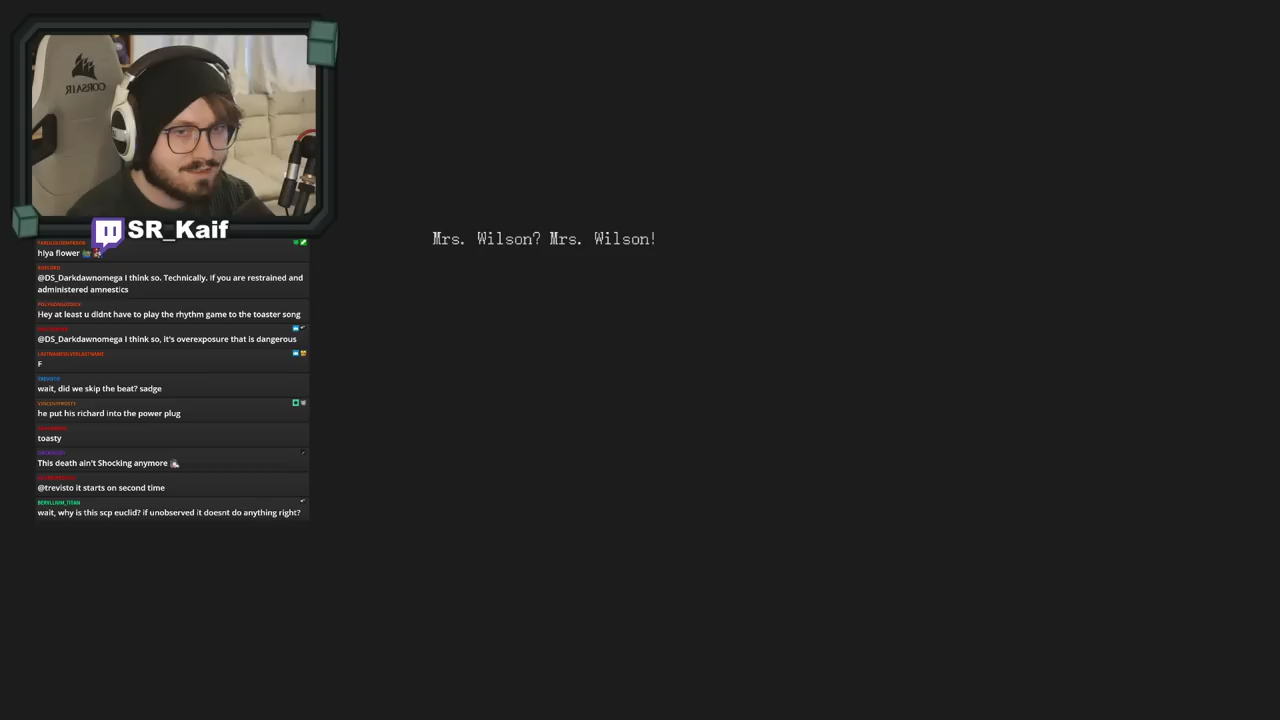 CORSAIR
SR_Kaif
hiya flower
@DS_Darkdawnomega I think so. Technically. if you are restrained and
administered amnestics
Hey at least u didnt have to play the rhythm game to the toaster song
@DS_Darkdawnomega I think so, it's overexposure that is dangerous
LASTNAMESILVERLASTNAME
F
TREVISTO
wait, did we skip the beat? sadge
he put his richard into the power plug
toasty
This death ain't Shocking anymore
@trevisto it starts on second time
BERYLLIUM_TITAN
wait, why is this scp euclid? if unobserved it doesnt do anything right?
Mrs. Wilson? Mrs. Wilson!